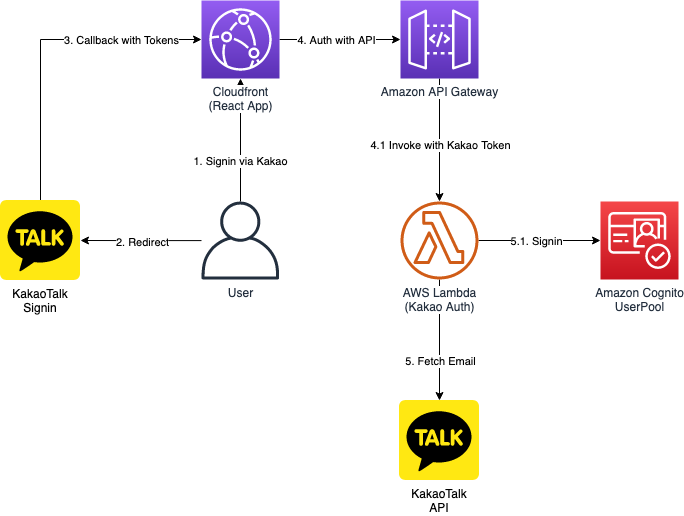 3. Callback with Tokens
4. Auth with API
</>
Cloudfront
(React App)
Amazon API Gateway
1. Signin via Kakao
4.1 Invoke with Kakao Token
TALK
2. Redirect
5.1. Signin
KakaoTalk
Signin
User
AWS Lambda
(Kakao Auth)
Amazon Cognito
UserPool
5. Fetch Email
TALK
KakaoTalk
API